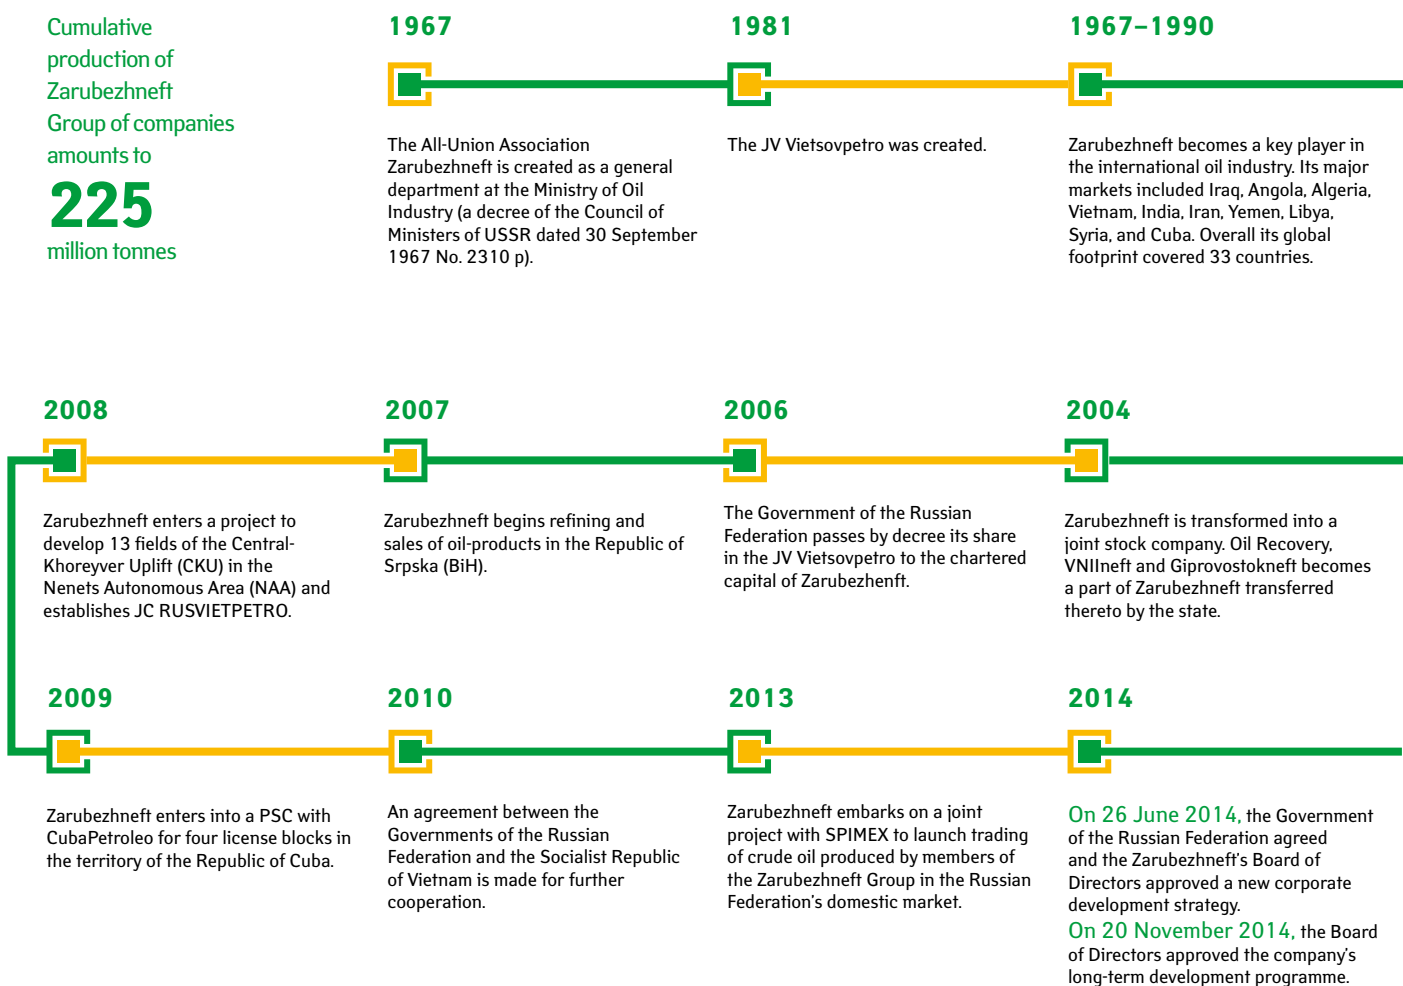 Cumulative
production of
Zarubezhneft
Group of companies
amounts to
225
million tonnes
1967
The All-Union Association
Zarubezhneft is created as a general
department at the Ministry of Oil
Industry (a decree of the Council of
Ministers of USSR dated 30 September
1967 No. 2310 p).
1981
The JV Vietsovpetro was created.
1967–1990
Zarubezhneft becomes a key player in
the international oil industry. Its major
markets included Iraq, Angola, Algeria,
Vietnam, India, Iran, Yemen, Libya,
Syria, and Cuba. Overall its global
footprint covered 33 countries.
2008
Zarubezhneft enters a project to
develop 13 fields of the Central-
Khoreyver Uplift (CKU) in the
Nenets Autonomous Area (NAA) and
establishes JC RUSVIETPETRO.
2007
Zarubezhneft begins refining and
sales of oil-products in the Republic of
Srpska (BiH).
2006
The Government of the Russian
Federation passes by decree its share
in the JV Vietsovpetro to the chartered
capital of Zarubezhenft.
2004
Zarubezhneft is transformed into a
joint stock company. Oil Recovery,
VNIIneft and Giprovostokneft becomes
a part of Zarubezhneft transferred
thereto by the state.
2009
Zarubezhneft enters into a PSC with
CubaPetroleo for four license blocks in
the territory of the Republic of Cuba.
2010
An agreement between the
Governments of the Russian
Federation and the Socialist Republic
of Vietnam is made for further
cooperation.
2013
Zarubezhneft embarks on a joint
project with SPIMEX to launch trading
of crude oil produced by members of
the Zarubezhneft Group in the Russian
Federation's domestic market.
2014
On 26 June 2014, the Government
of the Russian Federation agreed
and the Zarubezhneft's Board of
Directors approved a new corporate
development strategy.
On 20 November 2014, the Board
of Directors approved the company's
long-term development programme.